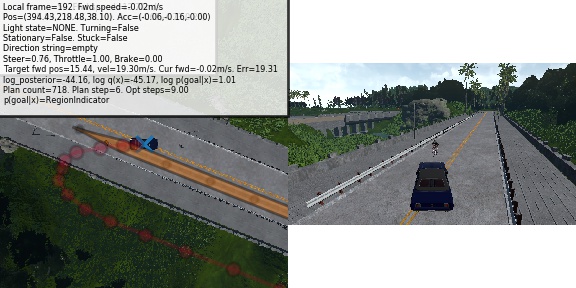 Local frame=192. Fwd speed=-0.02m/s
Pos=(394.43,218.48,38.10). Acc=(-0.06,-0.16,-0.00)
Light state=NONE. Turning=False
Stationary=False. Stuck=False
Direction string=empty
Steer=0.76, Throttle=1.00, Brake=0.00
Target fwd pos=15.44, vel=19.30m/s. Cur fwd=-0.02m/s, Err=19.31
log_posterior=-44.16, log q(x)=-45.17, log p(goal|x)=1.01
Plan count=718. Plan step=6. Opt steps=9.00
p(goal|x)=RegionIndicator